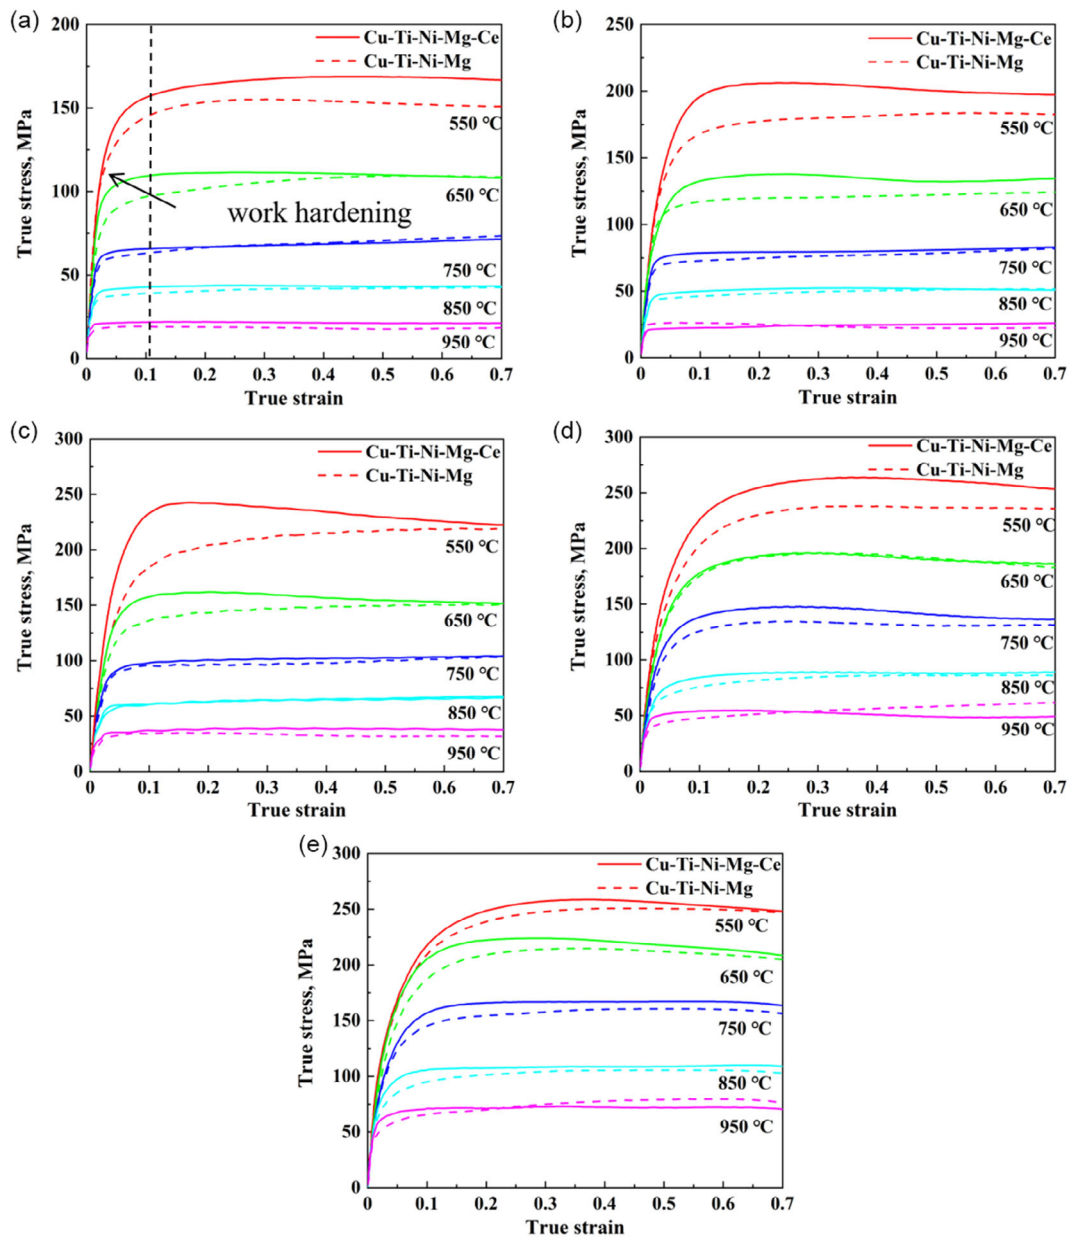 (a)
200
150
100
50
0
True stress, MPa
Cu-Ti-Ni-Mg-Ce
Cu-Ti-Ni-Mg
550 °C
650 °C
work hardening
750 °C
850 °C
950 °C
0 0.1 0.2 0.3 0.4 0.5 0.6 0.7
True strain
(b)
250
200
150
100
50
0
True stress, MPa
Cu-Ti-Ni-Mg-Ce
Cu-Ti-Ni-Mg
550 °C
650 °C
750 °C
850 °C
950 °C
0 0.1 0.2 0.3 0.4 0.5 0.6 0.7
True strain
(c)
300
250
200
150
100
50
0
True stress, MPa
Cu-Ti-Ni-Mg-Ce
Cu-Ti-Ni-Mg
550 °C
650 °C
750 °C
850 °C
950 °C
0 0.1 0.2 0.3 0.4 0.5 0.6 0.7
True strain
(d)
300
250
200
150
100
50
0
True stress, MPa
Cu-Ti-Ni-Mg-Ce
Cu-Ti-Ni-Mg
550 °C
650 °C
750 °C
850 °C
950 °C
0 0.1 0.2 0.3 0.4 0.5 0.6 0.7
True strain
(e)
300
250
200
150
100
50
0
True stress, MPa
Cu-Ti-Ni-Mg-Ce
Cu-Ti-Ni-Mg
550 °C
650 °C
750 °C
850 °C
950 °C
0 0.1 0.2 0.3 0.4 0.5 0.6 0.7
True strain